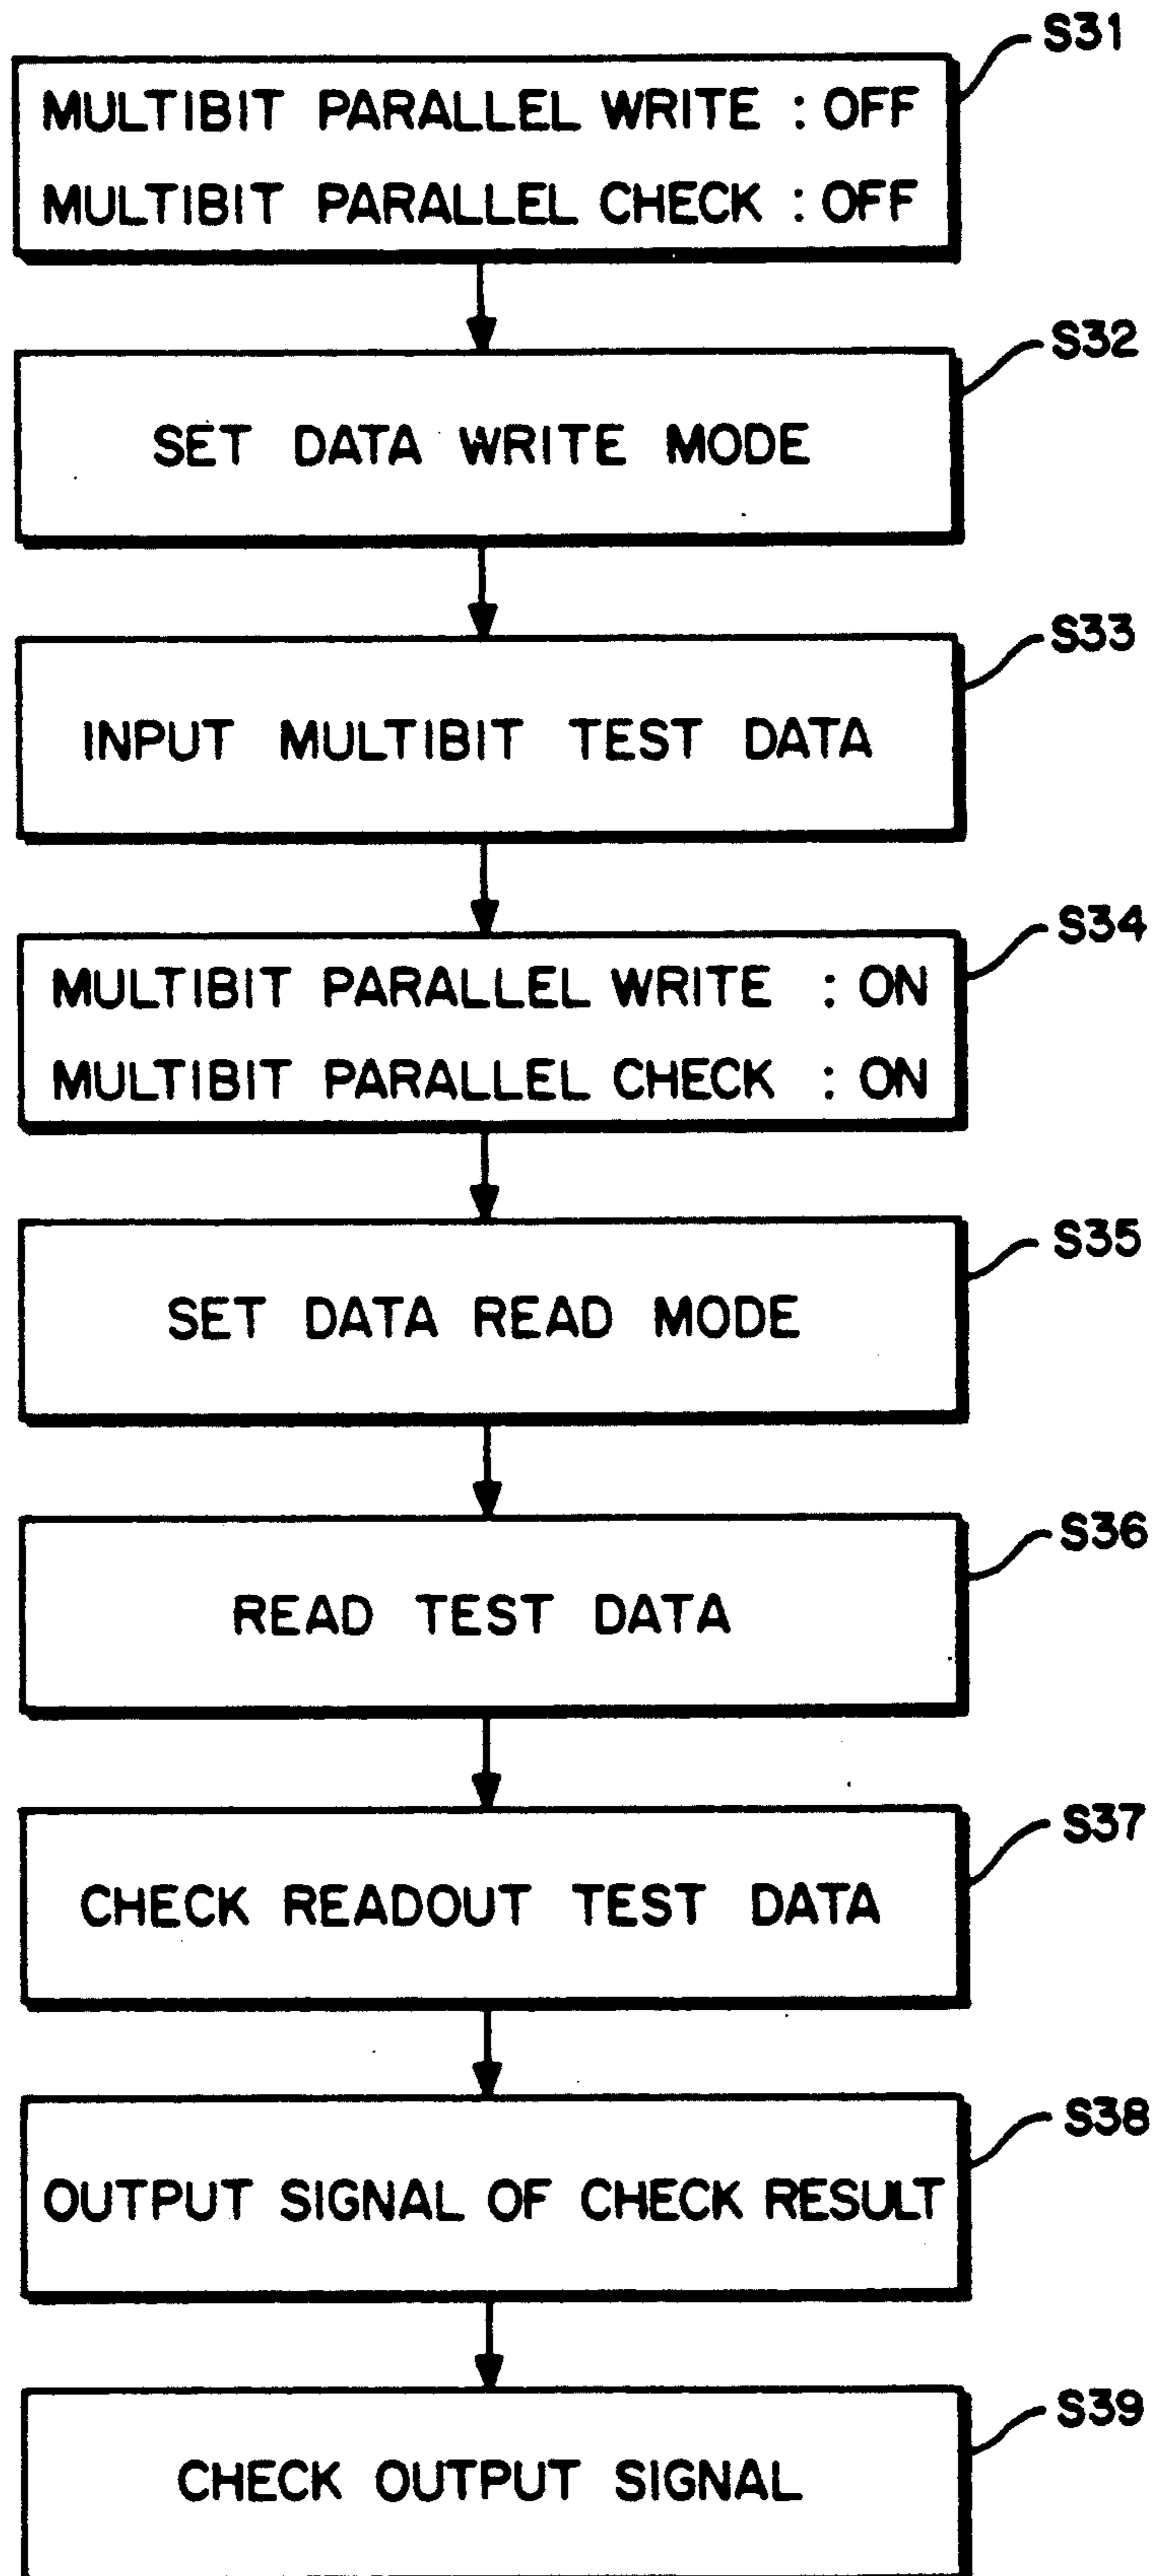 S31
MULTIBIT PARALLEL WRITE : OFF
MULTIBIT PARALLEL CHECK : OFF
S32
SET DATA WRITE MODE
S33
INPUT MULTIBIT TEST DATA
S34
MULTIBIT PARALLEL WRITE : ON
MULTIBIT PARALLEL CHECK : ON
S35
SET DATA READ MODE
S36
READ TEST DATA
S37
CHECK READOUT TEST DATA
S38
OUTPUT SIGNAL OF CHECK RESULT
S39
CHECK OUTPUT SIGNAL